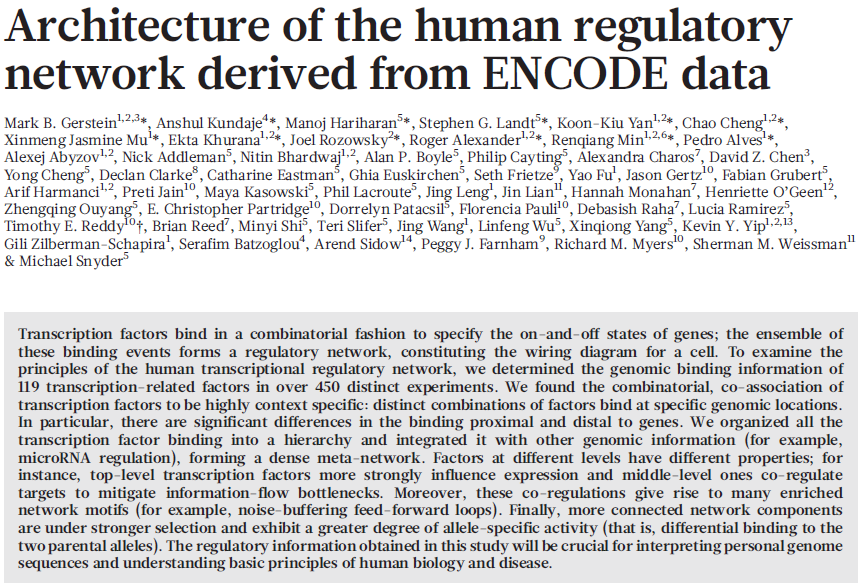 Architecture of the human regulatory
network derived from ENCODE data
Mark B. Gerstein1,2,3*, Anshul Kundaje4*, Manoj Hariharan5*, Stephen G. Landt5*, Koon-Kiu Yan1,2*, Chao Cheng1,2*,
Xinmeng Jasmine Mu1*, Ekta Khurana1,2*, Joel Rozowsky2*, Roger Alexander1,2*, Renqiang Min1,2,6*, Pedro Alves1*,
Alexej Abyzov1,2, Nick Addleman5, Nitin Bhardwaj1,2, Alan P. Boyle5, Philip Cayting5, Alexandra Charos7, David Z. Chen3,
Yong Cheng5, Declan Clarke8, Catharine Eastman5, Ghia Euskirchen5, Seth Frietze9, Yao Fu1, Jason Gertz10, Fabian Grubert5,
Arif Harmanci1,2, Preti Jain10, Maya Kasowski5, Phil Lacroute5, Jing Leng1, Jin Lian11, Hannah Monahan7, Henriette O'Geen12,
Zhengqing Ouyang5, E. Christopher Partridge10, Dorrelyn Patacsil5, Florencia Pauli10, Debasish Raha7, Lucia Ramirez5,
Timothy E. Reddy10†, Brian Reed7, Minyi Shi5, Teri Slifer5, Jing Wang1, Linfeng Wu5, Xinqiong Yang5, Kevin Y. Yip1,2,13,
Gili Zilberman-Schapira1, Serafim Batzoglou4, Arend Sidow14, Peggy J. Farnham9, Richard M. Myers10, Sherman M. Weissman11
& Michael Snyder5
Transcription factors bind in a combinatorial fashion to specify the on-and-off states of genes; the ensemble of
these binding events forms a regulatory network, constituting the wiring diagram for a cell. To examine the
principles of the human transcriptional regulatory network, we determined the genomic binding information of
119 transcription-related factors in over 450 distinct experiments. We found the combinatorial, co-association of
transcription factors to be highly context specific: distinct combinations of factors bind at specific genomic locations.
In particular, there are significant differences in the binding proximal and distal to genes. We organized all the
transcription factor binding into a hierarchy and integrated it with other genomic information (for example,
microRNA regulation), forming a dense meta-network. Factors at different levels have different properties; for
instance, top-level transcription factors more strongly influence expression and middle-level ones co-regulate
targets to mitigate information-flow bottlenecks. Moreover, these co-regulations give rise to many enriched
network motifs (for example, noise-buffering feed-forward loops). Finally, more connected network components
are under stronger selection and exhibit a greater degree of allele-specific activity (that is, differential binding to the
two parental alleles). The regulatory information obtained in this study will be crucial for interpreting personal genome
sequences and understanding basic principles of human biology and disease.